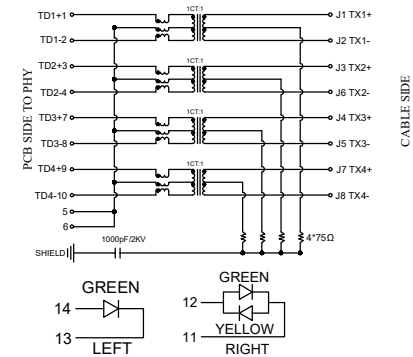 TD1+1 1CT:1 J1 TX1+
TD1-2 J2 TX1-
TD2+3 1CT:1 J3 TX2+
TD2-4 J6 TX2-
TD3+7 1CT:1 J4 TX3+
TD3-8 J5 TX3-
TD4+9 1CT:1 J7 TX4+
TD4-10 J8 TX4-
PCB SIDE TO PHY
CABLE SIDE
5
6
1000pF/2KV
4*75Ω
SHIELD
GREEN
14
13
LEFT
GREEN
12
YELLOW
11
RIGHT